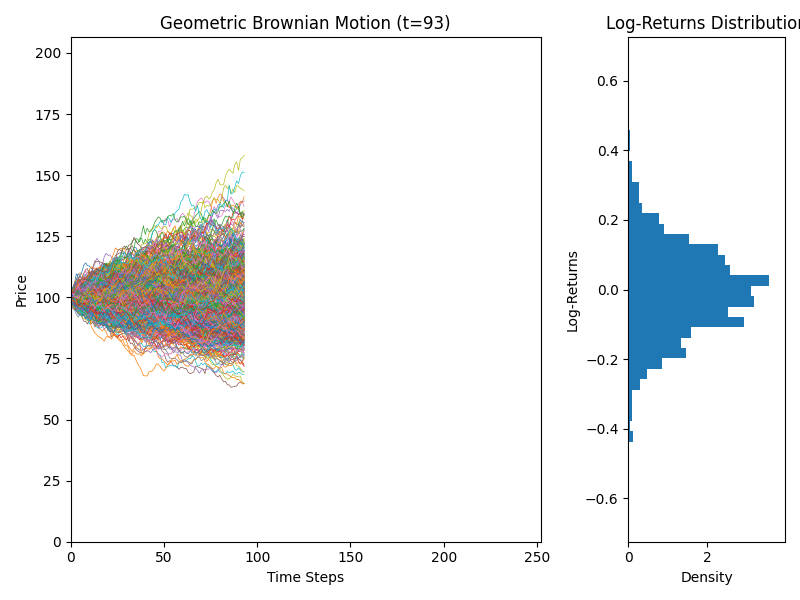 Geometric Brownian Motion (t=93)
Log-Returns Distribution
200
175
150
125
100
75
50
25
0
Price
0 50 100 150 200 250
Time Steps
0.6
0.4
0.2
0.0
−0.2
−0.4
−0.6
Log-Returns
0 2
Density